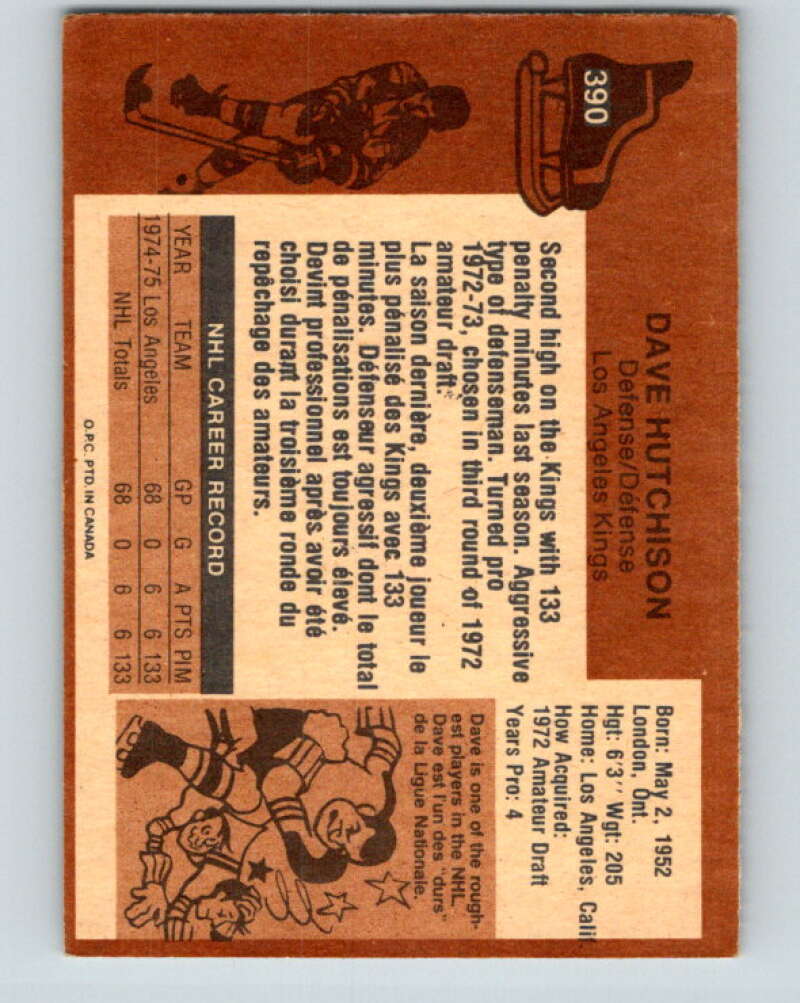 390
DAVE HUTCHISON
Defense/Défense
Los Angeles Kings
Born: May 2, 1952
London, Ont.
Hgt: 6'3'' Wgt: 205
Home: Los Angeles, Calif
How Acquired:
1972 Amateur Draft
Years Pro: 4
Second high on the Kings with 133
penalty minutes last season. Aggressive
type of defenseman. Turned pro
1972-73, chosen in third round of 1972
amateur draft.
La saison dernière, deuxième joueur le
plus pénalisé des Kings avec 133
minutes. Défenseur agressif dont le total
de pénalisations est toujours élevé.
Devint professionnel après avoir été
choisi durant la troisième ronde du
repêchage des amateurs.
NHL CAREER RECORD
YEAR TEAM GP G A PTS PIM
1974-75 Los Angeles 68 0 6 6 133
NHL Totals 68 0 6 6 133
Dave is one of the rough-
est players in the NHL.
Dave est l'un des "durs"
de la Ligue Nationale.
O.P.C. PTD. IN CANADA